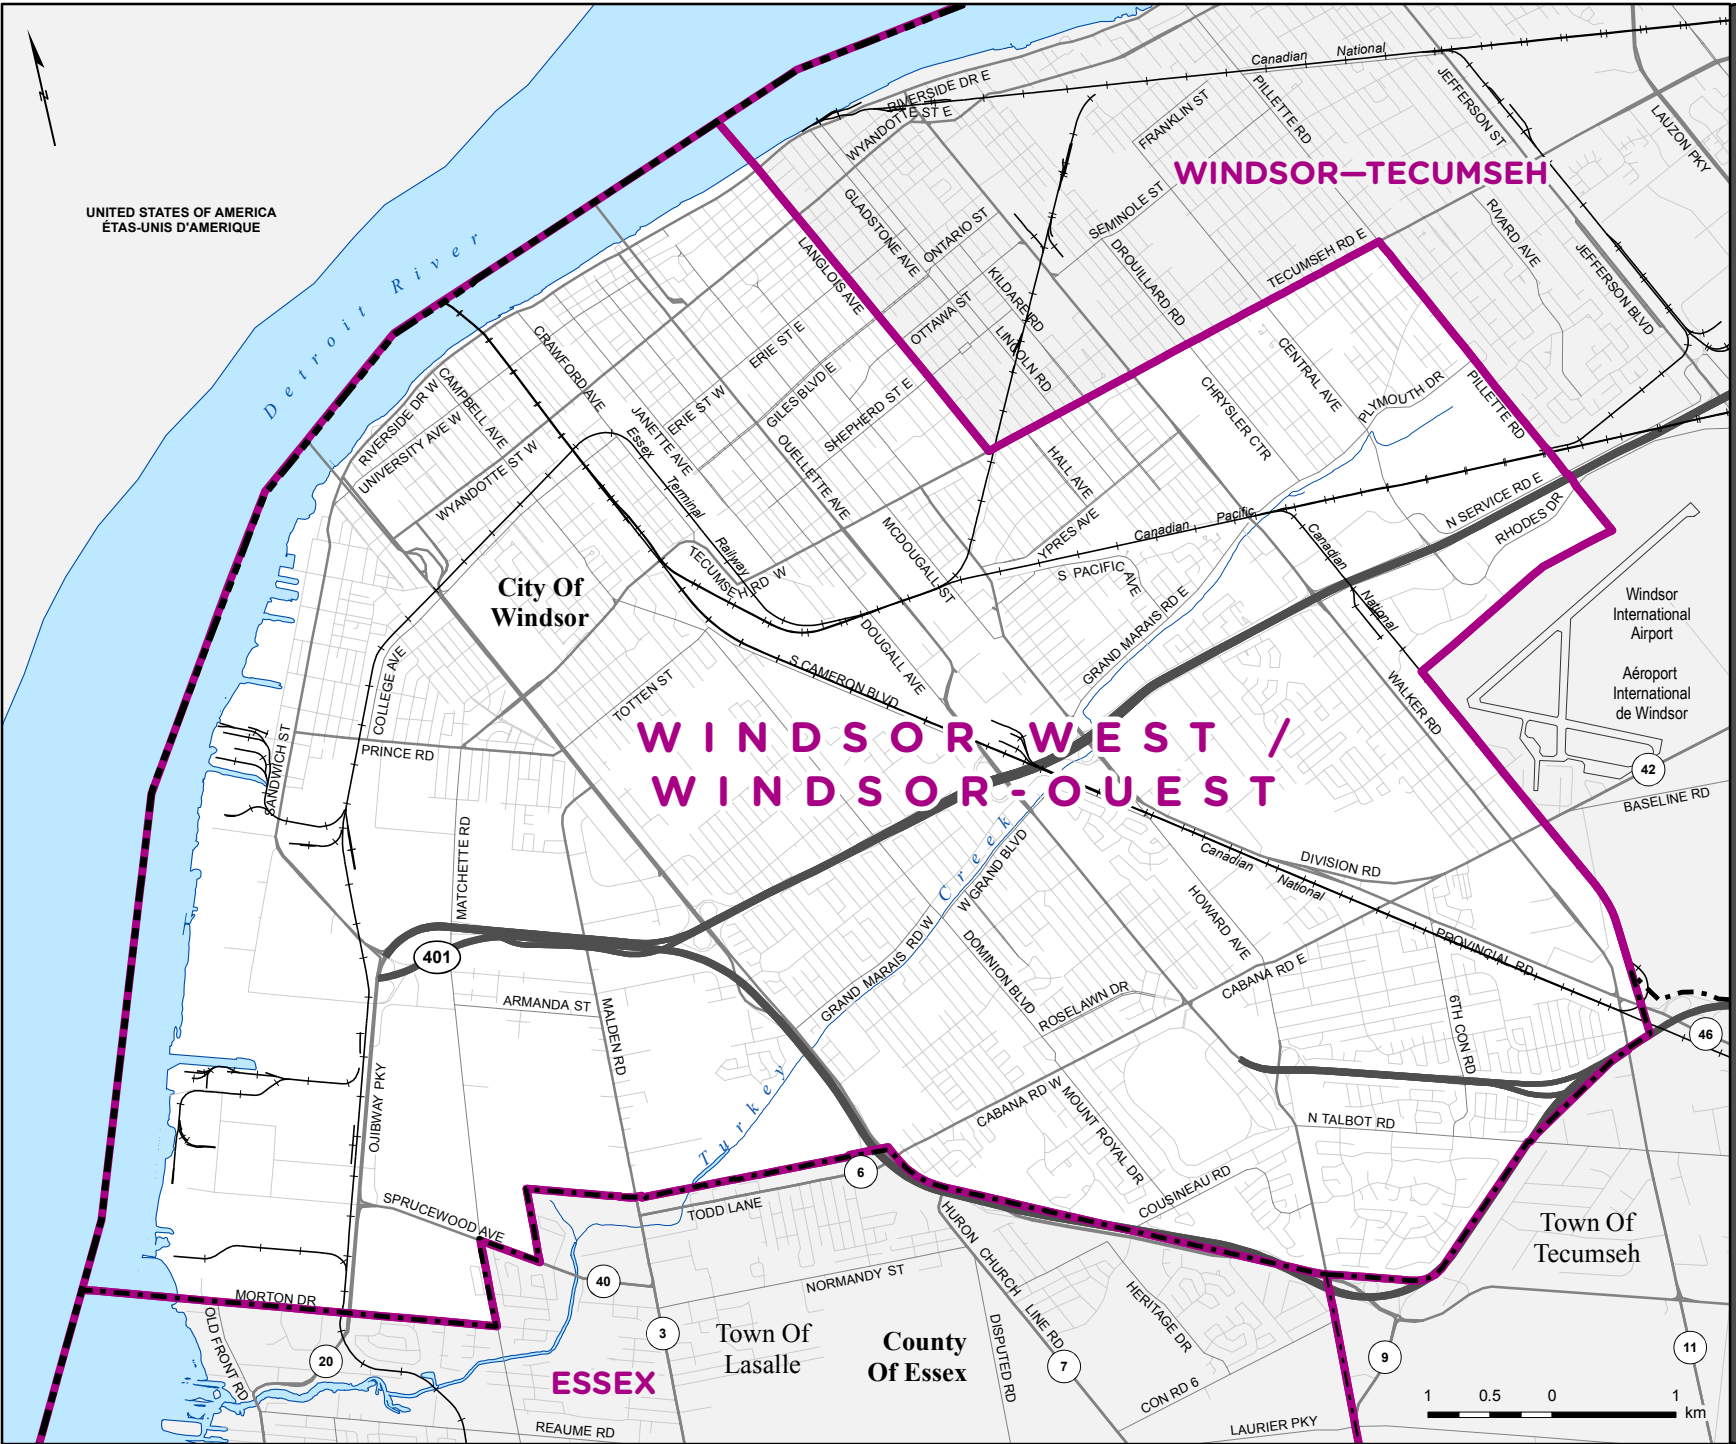 Canadian National
RIVERSIDE DR E
WYANDOTTE ST E
FRANKLIN ST
PILLETTE RD
JEFFERSON ST
LAUZON PKY
N
WINDSOR—TECUMSEH
UNITED STATES OF AMERICA
ÉTAS-UNIS D'AMERIQUE
Detroit River
GLADSTONE AVE
ONTARIO ST
SEMINOLE ST
RIVARD AVE
LANGLOIS AVE
KILDARE RD
DROUILLARD RD
TECUMSEH RD E
JEFFERSON BLVD
OTTAWA ST
LINCOLN RD
CRAWFORD AVE
ERIE ST E
CENTRAL AVE
CAMPBELL AVE
RIVERSIDE DR W
GILES BLVD E
CHRYSLER CTR
PLYMOUTH DR
PILLETTE RD
UNIVERSITY AVE W
JANETTE AVE
ERIE ST W
SHEPHERD ST E
WYANDOTTE ST W
Essex Terminal Railway
OUELLETTE AVE
HALL AVE
MCDOUGALL ST
YPRES AVE
Canadian Pacific
N SERVICE RD E
RHODES DR
Canadian National
TECUMSEH RD W
S PACIFIC AVE
City Of
Windsor
GRAND MARAIS RD E
Windsor
International
Airport
Aéroport
International
de Windsor
DOUGALL AVE
COLLEGE AVE
TOTTEN ST
S CAMERON BLVD
WALKER RD
WINDSOR WEST /
WINDSOR-OUEST
SANDWICH ST
PRINCE RD
42
BASELINE RD
MATCHETTE RD
Turkey Creek
W GRAND BLVD
DIVISION RD
Canadian National
HOWARD AVE
GRAND MARAIS RD W
DOMINION BLVD
PROVINCIAL RD
401
CABANA RD E
ARMANDA ST
MALDEN RD
ROSELAWN DR
6TH CON RD
46
OJIBWAY PKY
CABANA RD W
MOUNT ROYAL DR
N TALBOT RD
6
COUSINEAU RD
SPRUCEWOOD AVE
TODD LANE
HURON CHURCH LINE RD
Town Of
Tecumseh
40
NORMANDY ST
HERITAGE DR
MORTON DR
OLD FRONT RD
3
Town Of
Lasalle
County
Of Essex
DISPUTED RD
20
7
9
11
ESSEX
CON RD 6
1 0.5 0 1
km
REAUME RD
LAURIER PKY